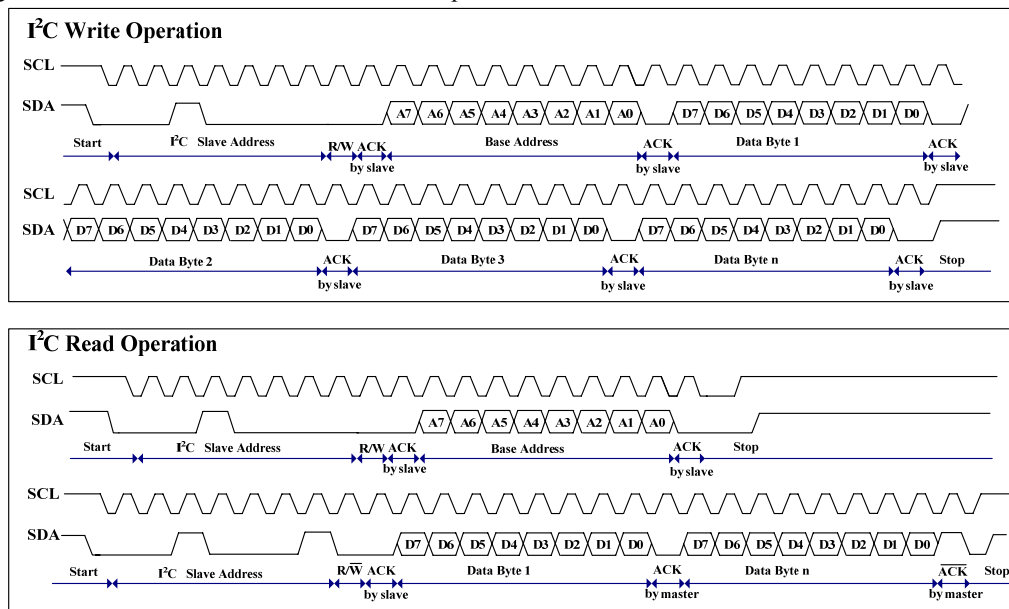 I²C Write Operation
SCL
SDA A7 A6 A5 A4 A3 A2 A1 A0 D7 D6 D5 D4 D3 D2 D1 D0
Start I²C Slave Address R/W ACK Base Address ACK Data Byte 1 ACK
by slave by slave by slave
SCL
SDA D7 D6 D5 D4 D3 D2 D1 D0 D7 D6 D5 D4 D3 D2 D1 D0 D7 D6 D5 D4 D3 D2 D1 D0
Data Byte 2 ACK Data Byte 3 ACK Data Byte n ACK Stop
by slave by slave by slave
I²C Read Operation
SCL
SDA A7 A6 A5 A4 A3 A2 A1 A0
Start I²C Slave Address R/W ACK Base Address ACK Stop
by slave by slave
SCL
SDA D7 D6 D5 D4 D3 D2 D1 D0 D7 D6 D5 D4 D3 D2 D1 D0
Start I²C Slave Address R/W̅ ACK Data Byte 1 ACK Data Byte n A̅C̅K̅ Stop
by slave by master by master